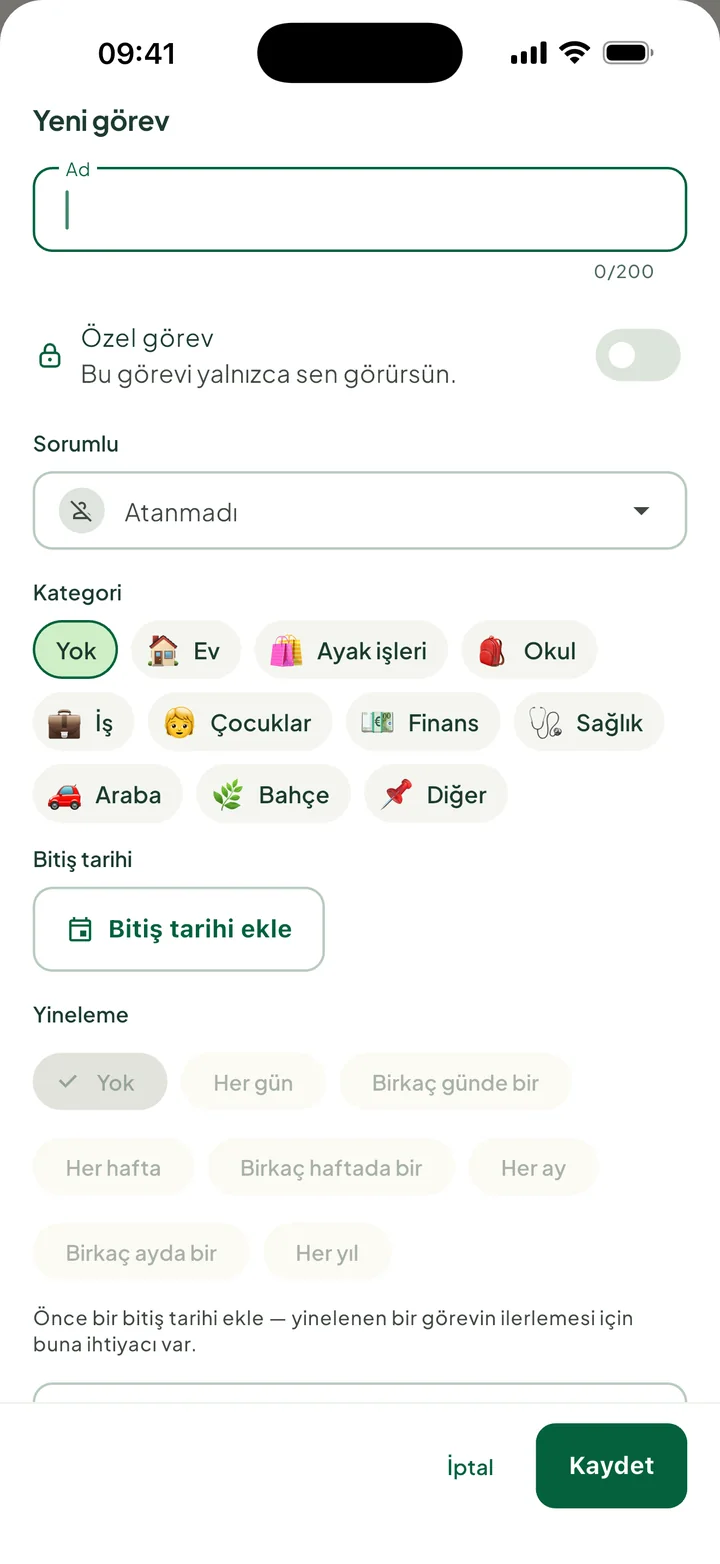 09:41
Yeni görev
Ad
0/200
Özel görev
Bu görevi yalnızca sen görürsün.
Sorumlu
Atanmadı
Kategori
Yok Ev Ayak işleri Okul
İş Çocuklar Finans Sağlık
Araba Bahçe Diğer
Bitiş tarihi
Bitiş tarihi ekle
Yineleme
Yok Her gün Birkaç günde bir
Her hafta Birkaç haftada bir Her ay
Birkaç ayda bir Her yıl
Önce bir bitiş tarihi ekle — yinelenen bir görevin ilerlemesi için
buna ihtiyacı var.
İptal Kaydet